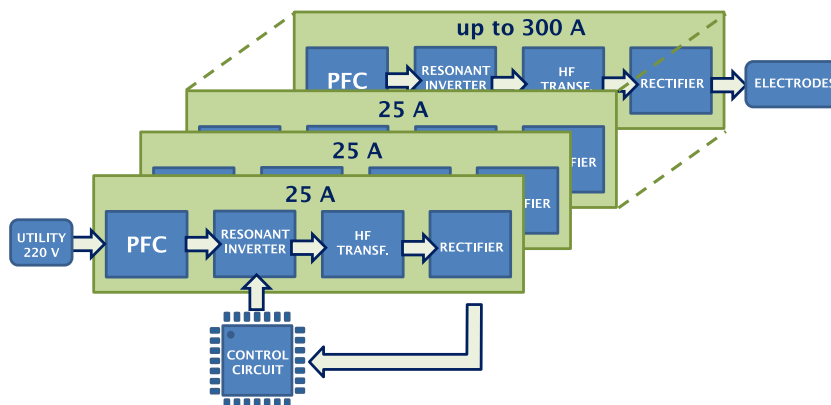 up to 300 A
PFC
RESONANT
INVERTER
HF
TRANSF.
RECTIFIER
ELECTRODES
25 A
FIER
25 A
IFIER
25 A
UTILITY
220 V
PFC
RESONANT
INVERTER
HF
TRANSF.
RECTIFIER
CONTROL
CIRCUIT